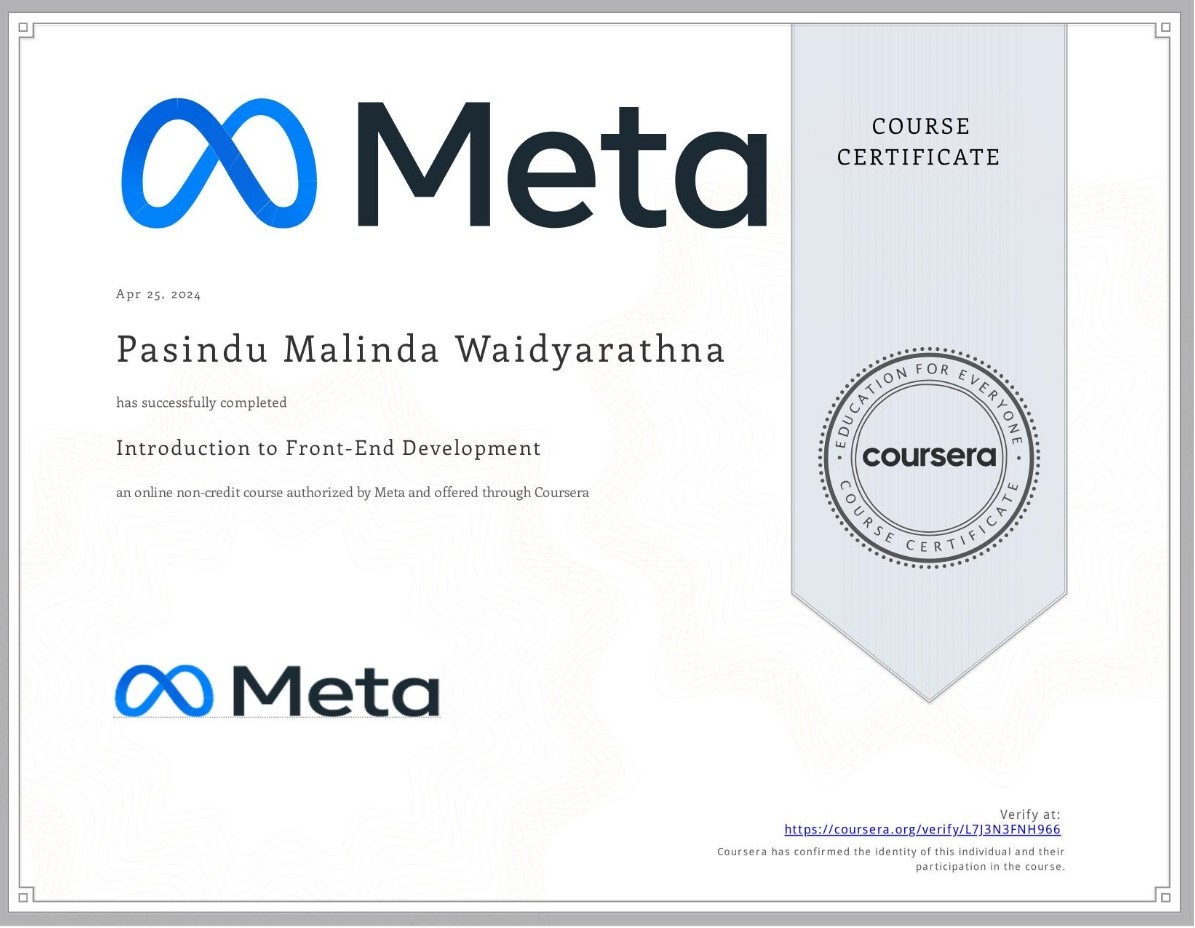 Meta
COURSE
CERTIFICATE
Apr 25, 2024
Pasindu Malinda Waidyarathna
has successfully completed
Introduction to Front-End Development
an online non-credit course authorized by Meta and offered through Coursera
EDUCATION FOR EVERYONE
coursera
COURSE CERTIFICATE
Meta
Verify at:
https://coursera.org/verify/L7J3N3FNH966
Coursera has confirmed the identity of this individual and their
participation in the course.